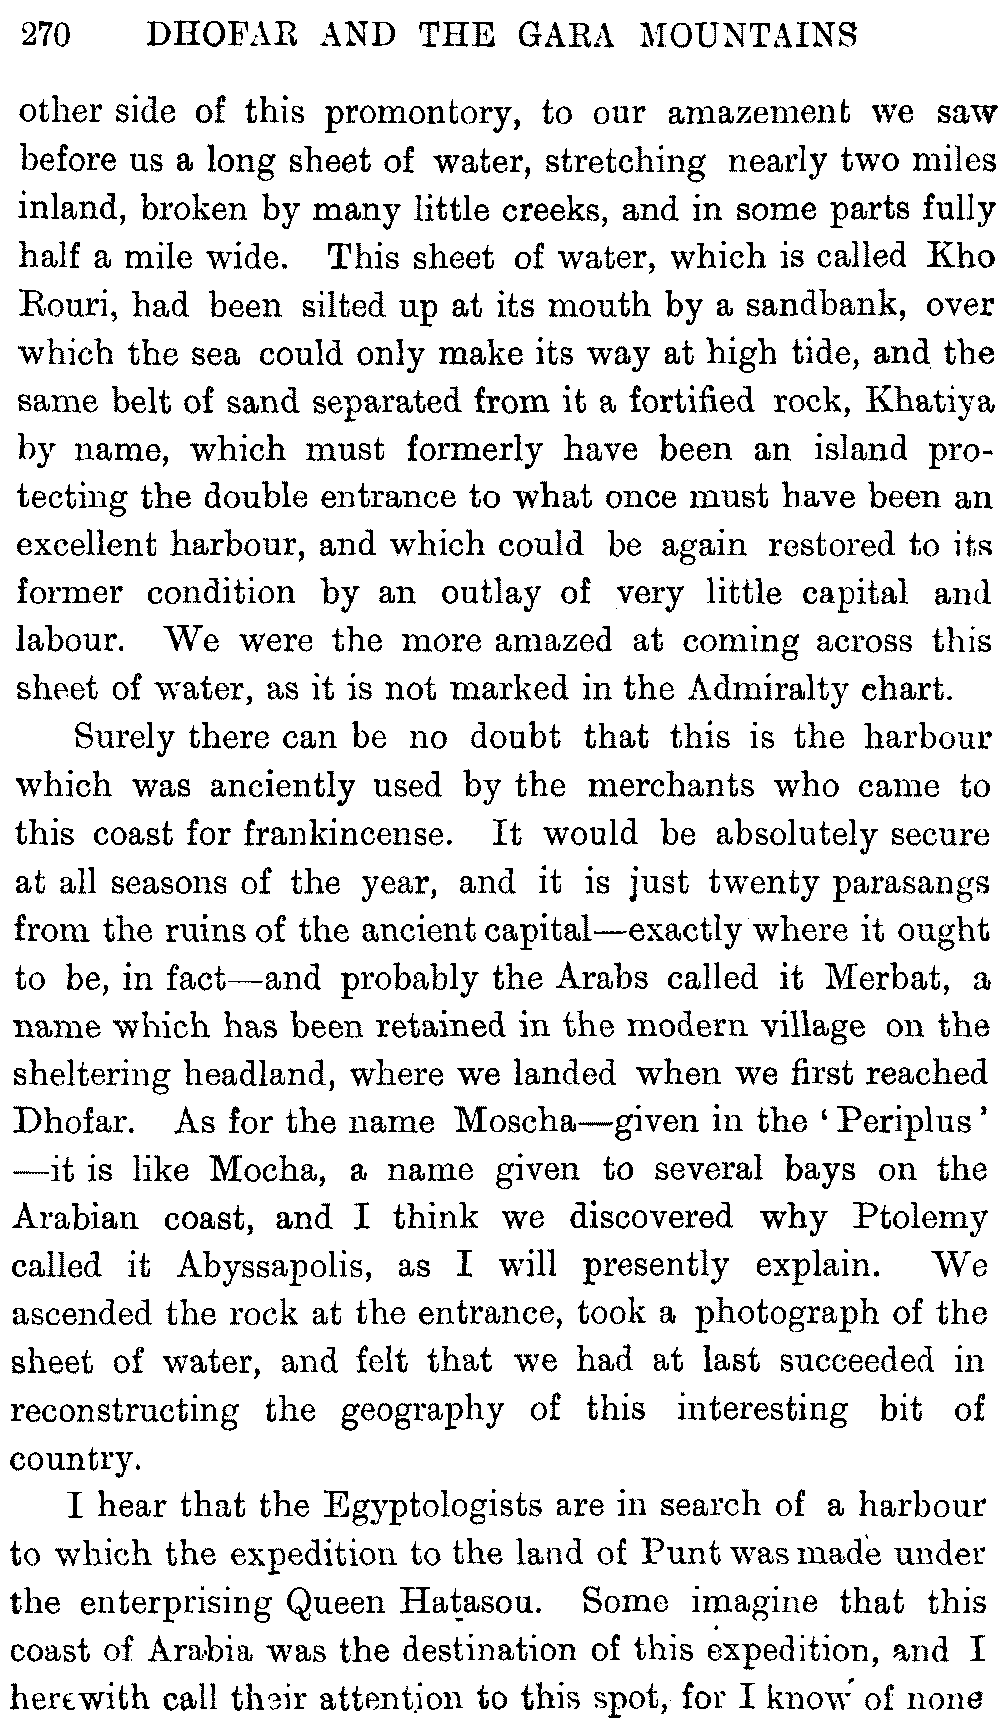 270 DHOFAR AND THE GARA MOUNTAINS
other side of this promontory, to our amazement we saw
before us a long sheet of water, stretching nearly two miles
inland, broken by many little creeks, and in some parts fully
half a mile wide. This sheet of water, which is called Kho
Rouri, had been silted up at its mouth by a sandbank, over
which the sea could only make its way at high tide, and the
same belt of sand separated from it a fortified rock, Khatiya
by name, which must formerly have been an island pro-
tecting the double entrance to what once must have been an
excellent harbour, and which could be again restored to its
former condition by an outlay of very little capital and
labour. We were the more amazed at coming across this
sheet of water, as it is not marked in the Admiralty chart.
Surely there can be no doubt that this is the harbour
which was anciently used by the merchants who came to
this coast for frankincense. It would be absolutely secure
at all seasons of the year, and it is just twenty parasangs
from the ruins of the ancient capital—exactly where it ought
to be, in fact—and probably the Arabs called it Merbat, a
name which has been retained in the modern village on the
sheltering headland, where we landed when we first reached
Dhofar. As for the name Moscha—given in the ‘Periplus’
—it is like Mocha, a name given to several bays on the
Arabian coast, and I think we discovered why Ptolemy
called it Abyssapolis, as I will presently explain. We
ascended the rock at the entrance, took a photograph of the
sheet of water, and felt that we had at last succeeded in
reconstructing the geography of this interesting bit of
country.
I hear that the Egyptologists are in search of a harbour
to which the expedition to the land of Punt was made under
the enterprising Queen Hatasou. Some imagine that this
coast of Arabia was the destination of this expedition, and I
herewith call their attention to this spot, for I know of none